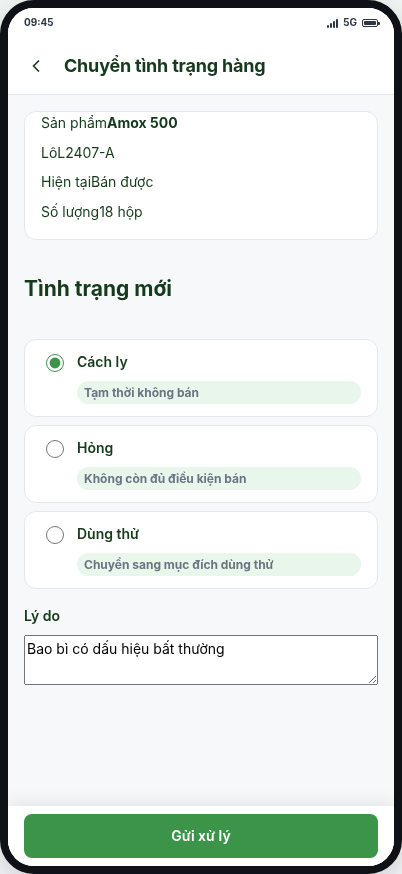 09:45
5G
Chuyển tình trạng hàng
Sản phẩmAmox 500
LôL2407-A
Hiện tạiBán được
Số lượng18 hộp
Tình trạng mới
Cách ly
Tạm thời không bán
Hỏng
Không còn đủ điều kiện bán
Dùng thử
Chuyển sang mục đích dùng thử
Lý do
Bao bì có dấu hiệu bất thường
Gửi xử lý